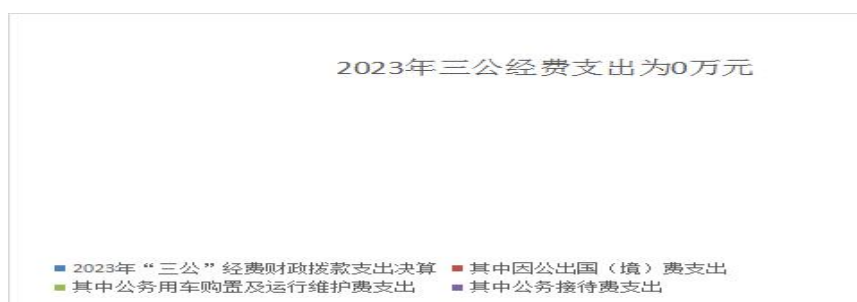 2023年三公经费支出为0万元
2023年“三公”经费财政拨款支出决算 其中因公出国（境）费支出
其中公务用车购置及运行维护费支出 其中公务接待费支出